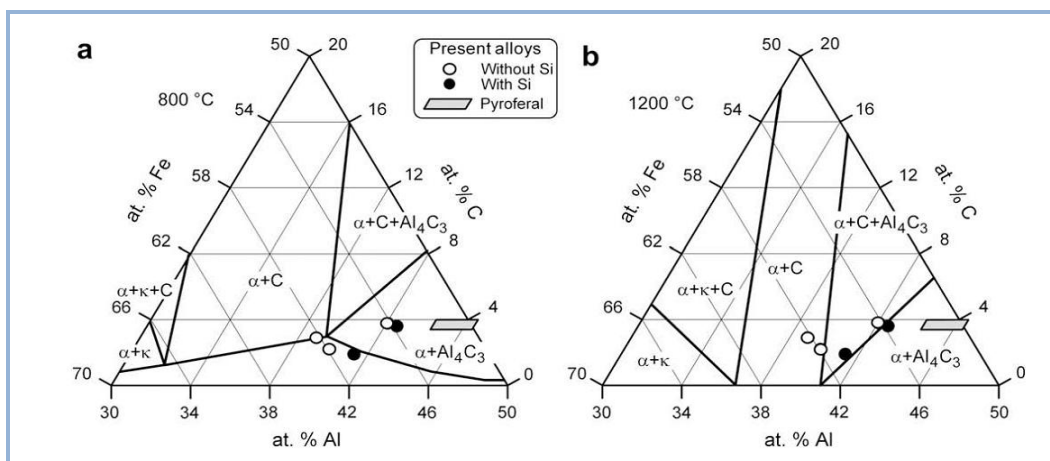 a
50
20
800 °C
54
16
58
12
at. % Fe
at. % C
α+C+Al₄C₃
62
8
α+κ+C
α+C
66
4
α+κ
α+Al₄C₃
70
0
30
34
38
42
46
50
at. % Al
Present alloys
Without Si
With Si
Pyroferal
b
50
20
1200 °C
54
16
58
12
at. % Fe
at. % C
α+C+Al₄C₃
62
8
α+C
α+κ+C
66
4
α+κ
α+Al₄C₃
70
0
30
34
38
42
46
50
at. % Al